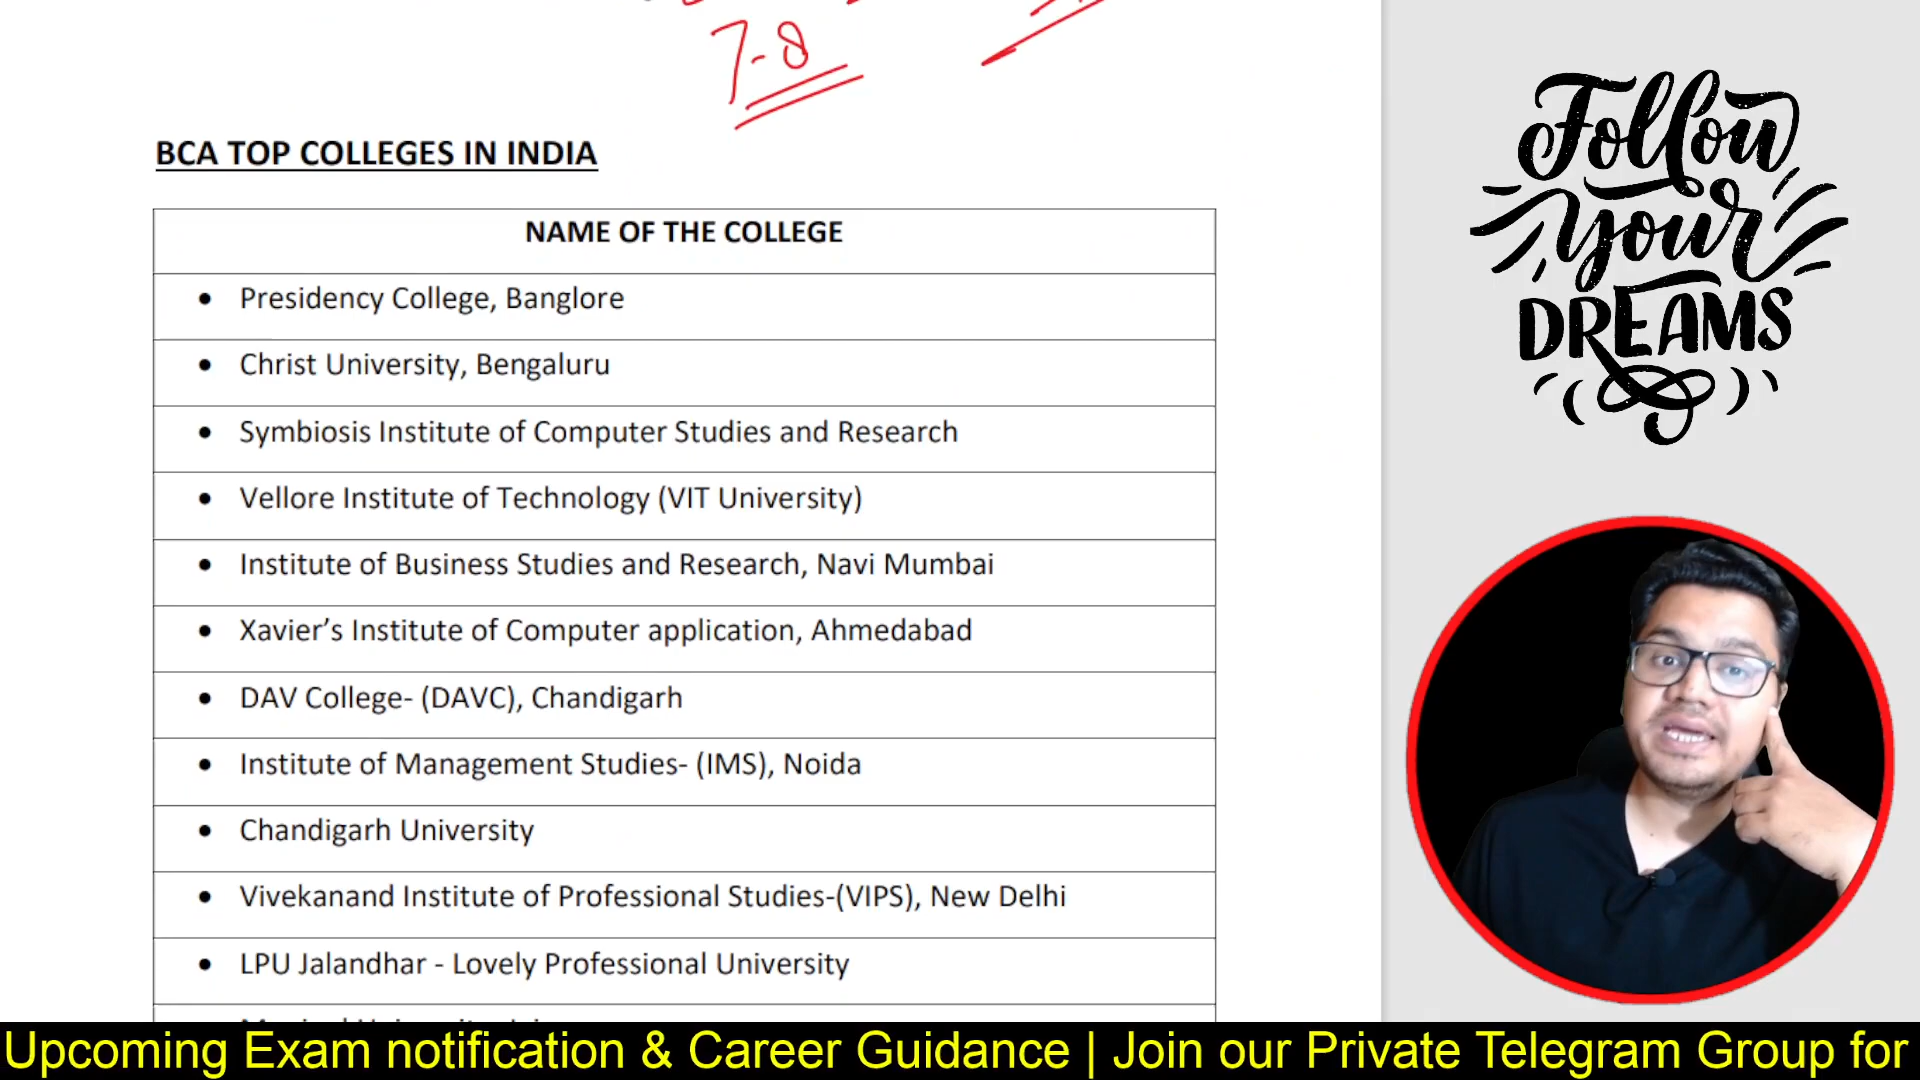 7-8
BCA TOP COLLEGES IN INDIA
NAME OF THE COLLEGE
• Presidency College, Banglore
• Christ University, Bengaluru
• Symbiosis Institute of Computer Studies and Research
• Vellore Institute of Technology (VIT University)
• Institute of Business Studies and Research, Navi Mumbai
• Xavier’s Institute of Computer application, Ahmedabad
• DAV College- (DAVC), Chandigarh
• Institute of Management Studies- (IMS), Noida
• Chandigarh University
• Vivekanand Institute of Professional Studies-(VIPS), New Delhi
• LPU Jalandhar - Lovely Professional University
Follow
Your
DREAMS
Upcoming Exam notification & Career Guidance | Join our Private Telegram Group for